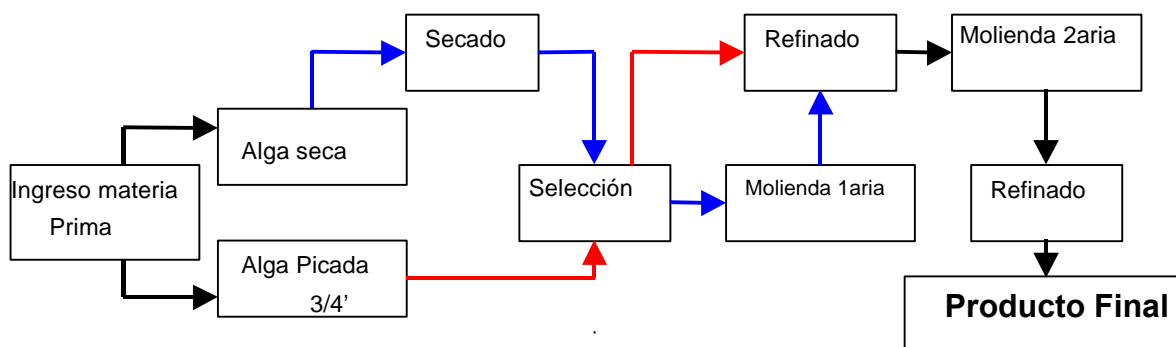 Secado
Refinado
Molienda 2aria
Alga seca
Ingreso materia
Prima
Selección
Molienda 1aria
Refinado
Alga Picada
3/4’
Producto Final